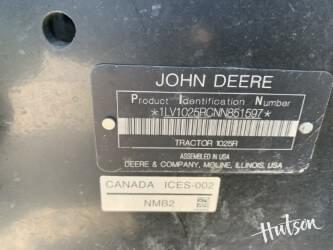 JOHN DEERE
Product Identification Number
*1LV1025RCNN851597*
TRACTOR 1025R
ASSEMBLED IN USA
DEERE & COMPANY, MOLINE, ILLINOIS, USA
CANADA ICES-002
NMB2
Hutson